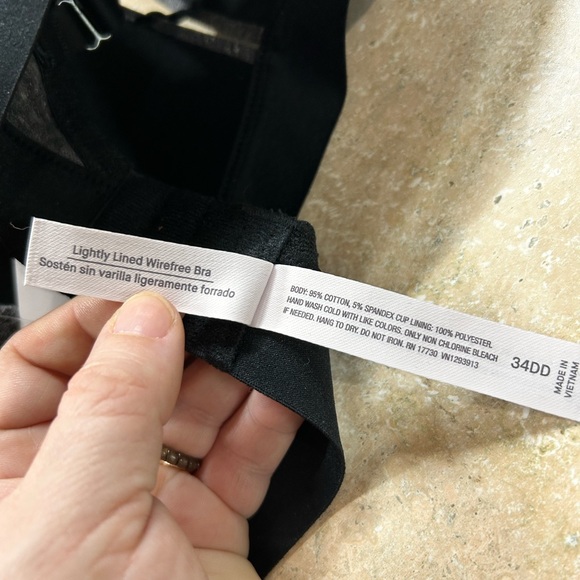 Lightly Lined Wirefree Bra
Sostén sin varilla ligeramente forrado
BODY: 95% COTTON, 5% SPANDEX CUP LINING: 100% POLYESTER.
HAND WASH COLD WITH LIKE COLORS. ONLY NON CHLORINE BLEACH
IF NEEDED. HANG TO DRY. DO NOT IRON. RN 17730 VN1293913
34DD
MADE IN
VIETNAM